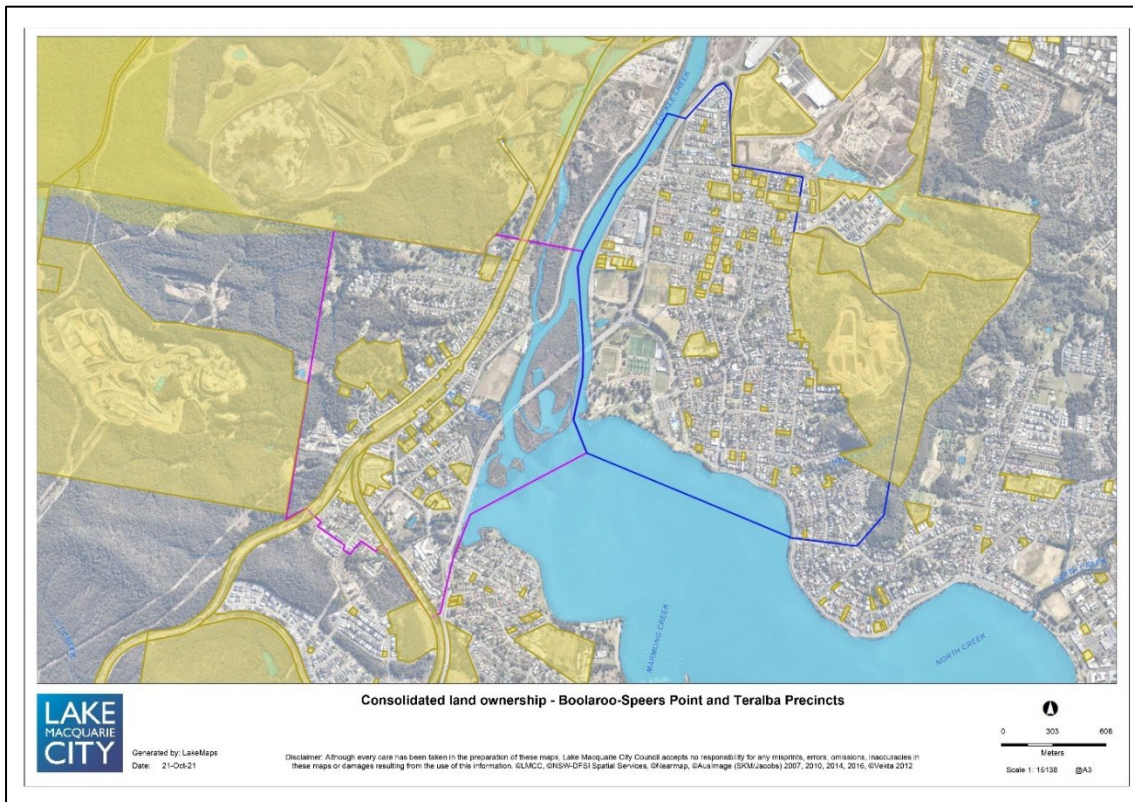 COCKLE CREEK
MARMONG CREEK
NORTH CREEK
NORTH CREEK
Consolidated land ownership - Boolaroo-Speers Point and Teralba Precincts
LAKE
MACQUARIE
CITY
Generated by: LakeMaps
Date: 21-Oct-21
Disclaimer: Although every care has been taken in the preparation of these maps, Lake Macquarie City Council accepts no responsibility for any misprints, errors, omissions, inaccuracies in
these maps or damages resulting from the use of this information. ©LMCC, ©NSW-DFSI Spatial Services, ©Nearmap, ©AusImage (SKM/Jacobs) 2007, 2010, 2014, 2016, ©Vekta 2012
0 303 606
Meters
Scale 1: 15138 @A3